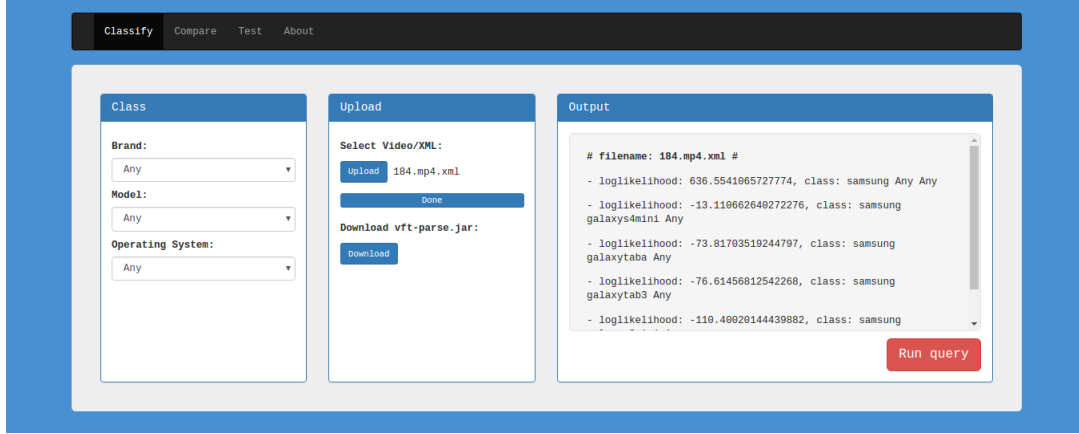 Classify Compare Test About
Class
Brand:
Any
Model:
Any
Operating System:
Any
Upload
Select Video/XML:
Upload 184.mp4.xml
Done
Download vft-parse.jar:
Download
Output
# filename: 184.mp4.xml #
- loglikelihood: 636.5541065727774, class: samsung Any Any
- loglikelihood: -13.110662640272276, class: samsung
galaxys4mini Any
- loglikelihood: -73.81703519244797, class: samsung
galaxytaba Any
- loglikelihood: -76.61456812542268, class: samsung
galaxytab3 Any
- loglikelihood: -110.40020144439882, class: samsung
Run query